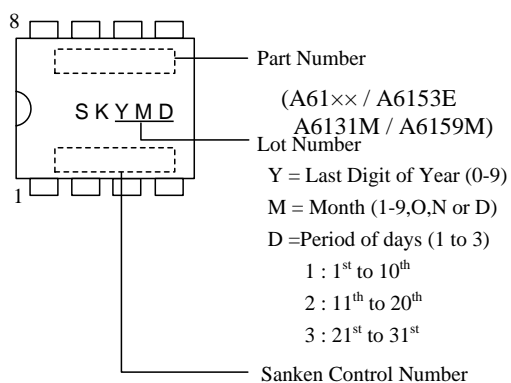 8
Part Number
(A61×× / A6153E
A6131M / A6159M)
SKYMD
Lot Number
Y = Last Digit of Year (0-9)
1
M = Month (1-9,O,N or D)
D =Period of days (1 to 3)
1 : 1st to 10th
2 : 11th to 20th
3 : 21st to 31st
Sanken Control Number